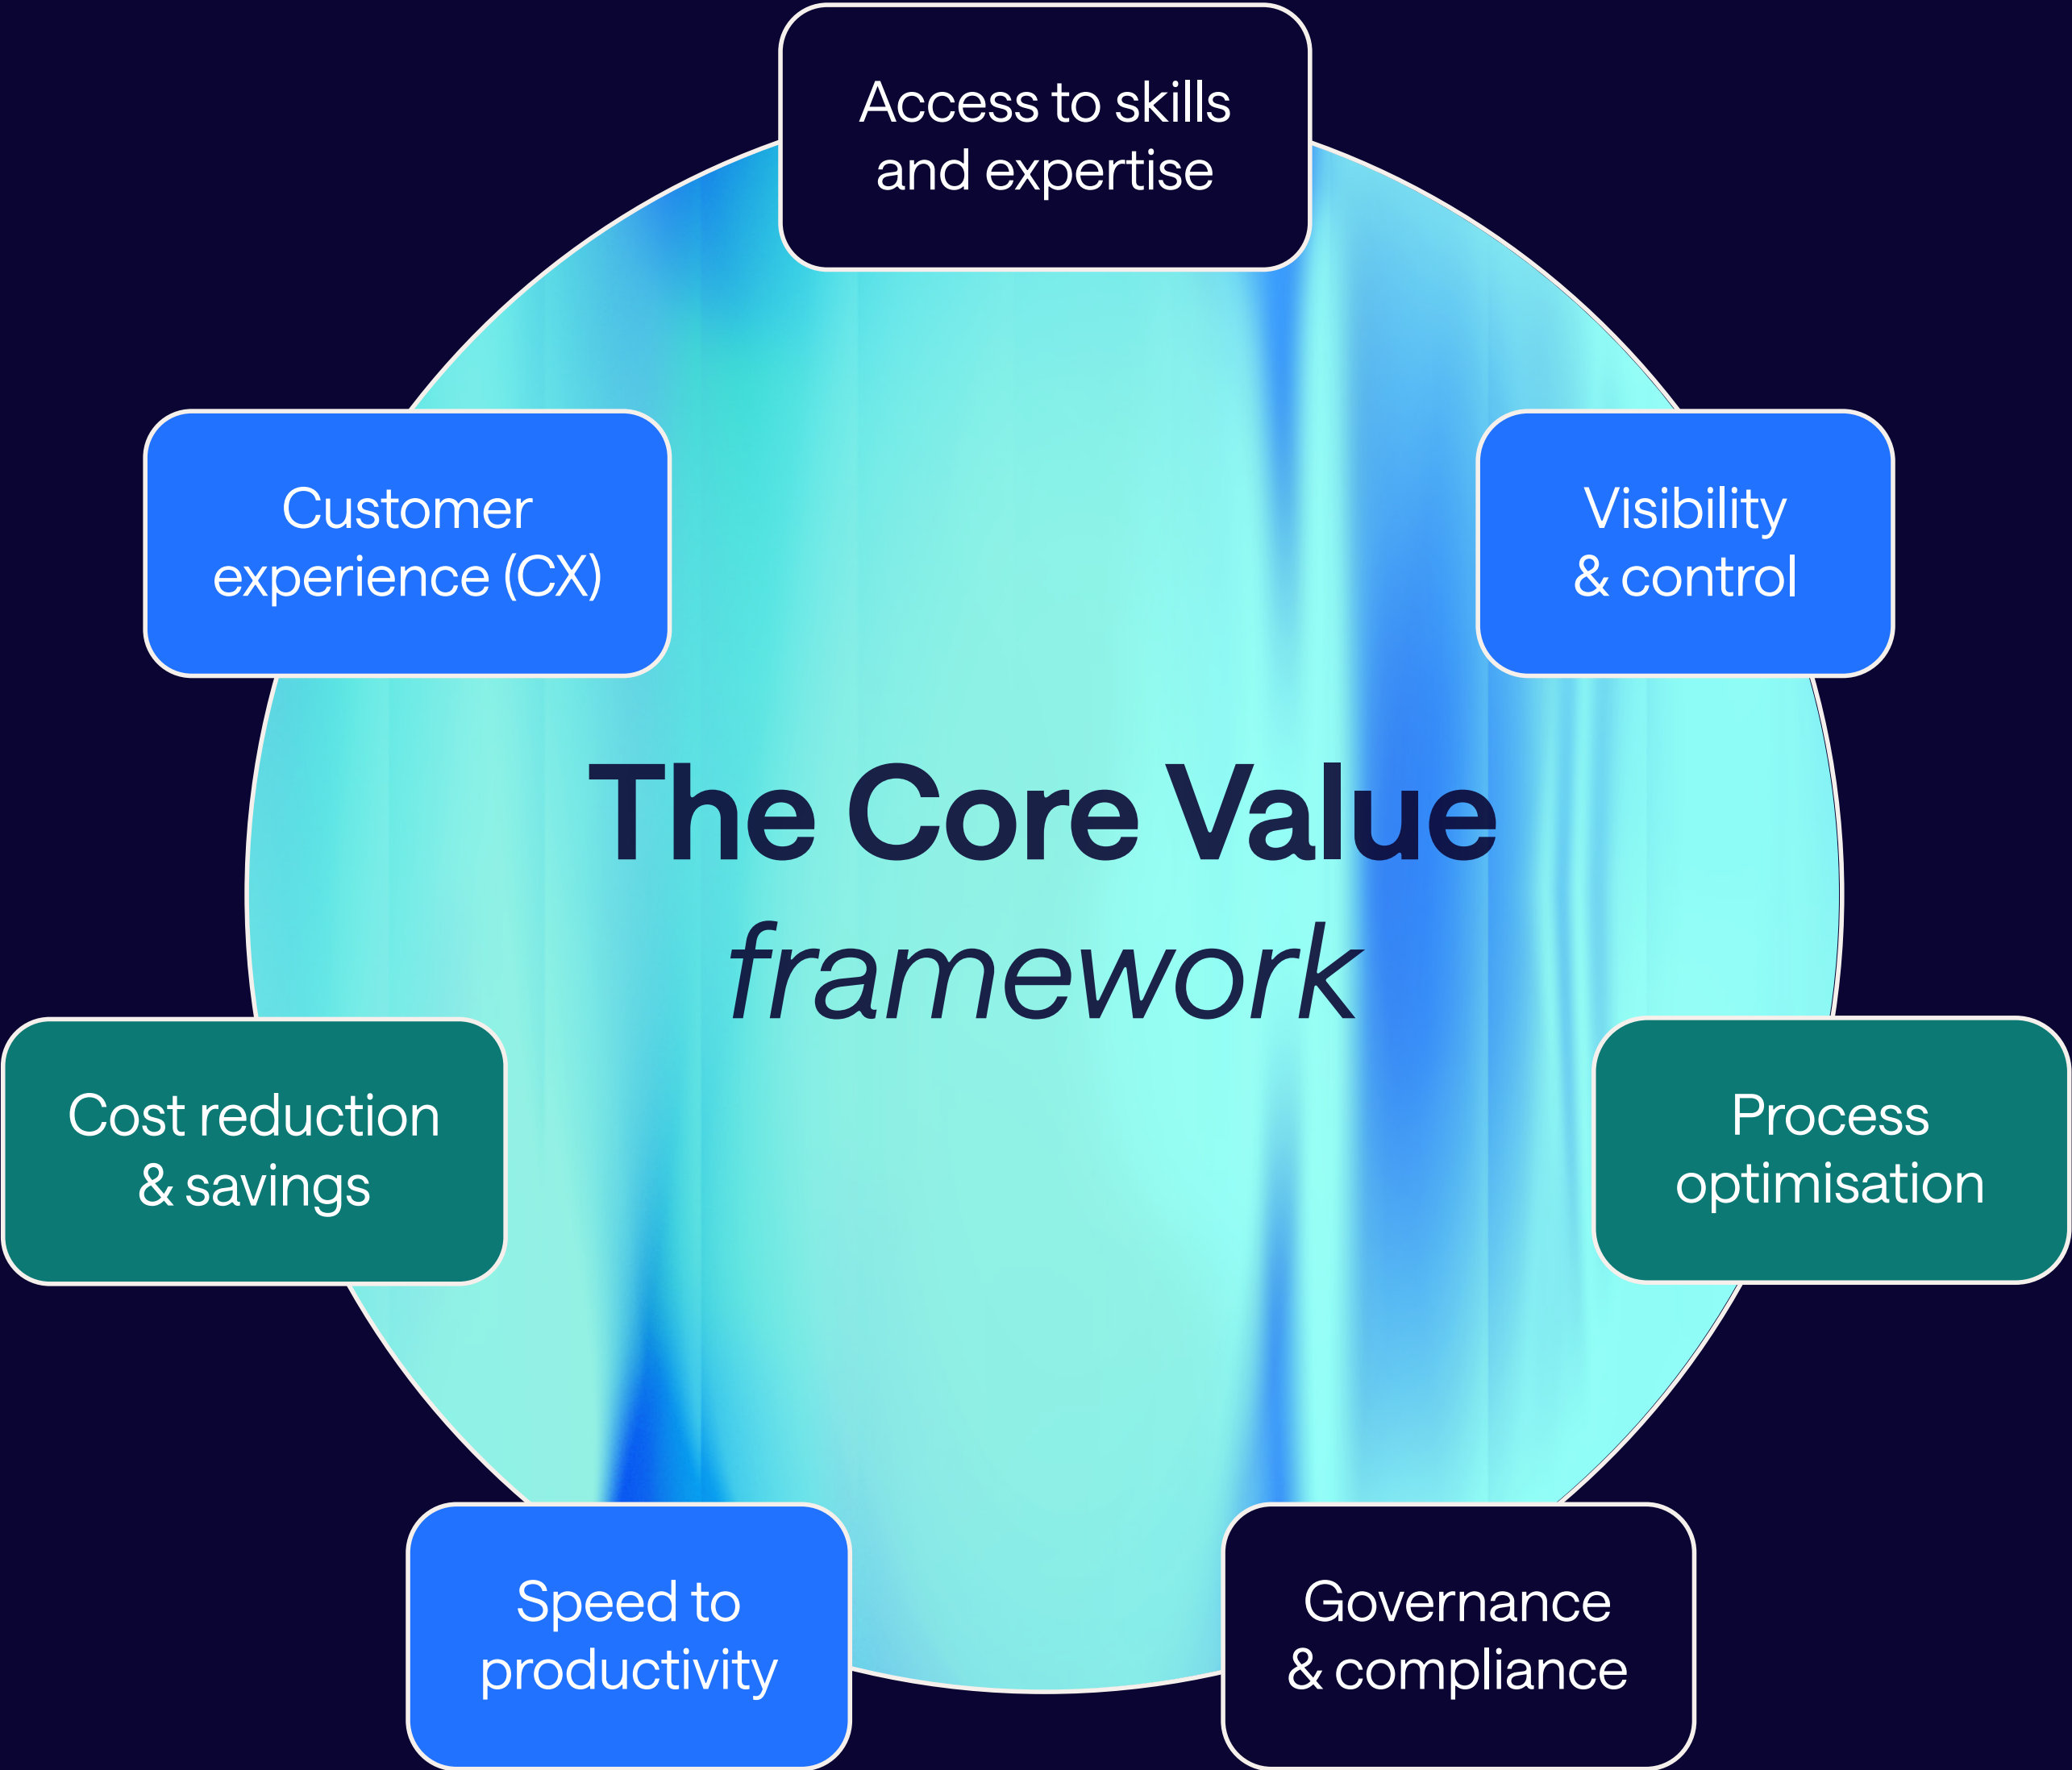 Access to skills
and expertise
Customer
experience (CX)
Visibility
& control
The Core Value
framework
Cost reduction
& savings
Process
optimisation
Speed to
productivity
Governance
& compliance